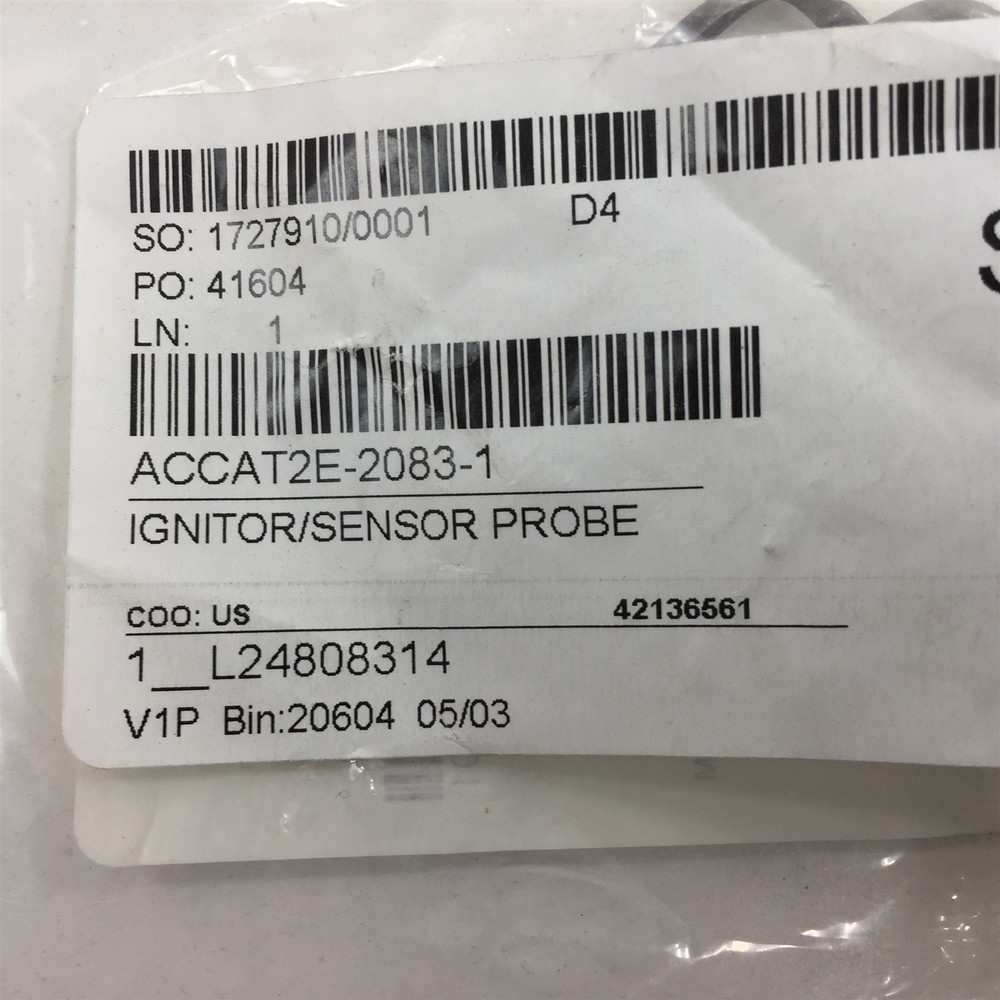 SO: 1727910/0001 D4
PO: 41604
LN: 1
ACCAT2E-2083-1
IGNITOR/SENSOR PROBE
COO: US 42136561
1__L24808314
V1P Bin:20604 05/03